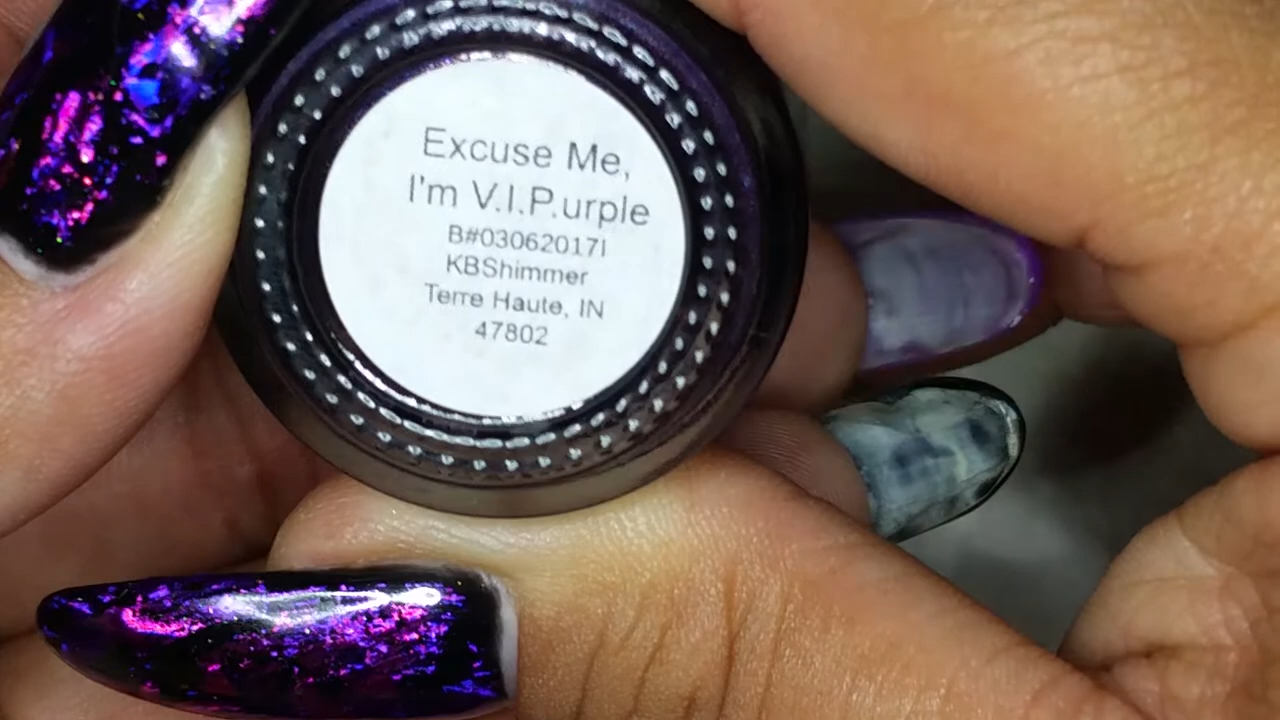 Excuse Me,
I'm V.I.P.urple
B#03062017I
KBShimmer
Terre Haute, IN
47802